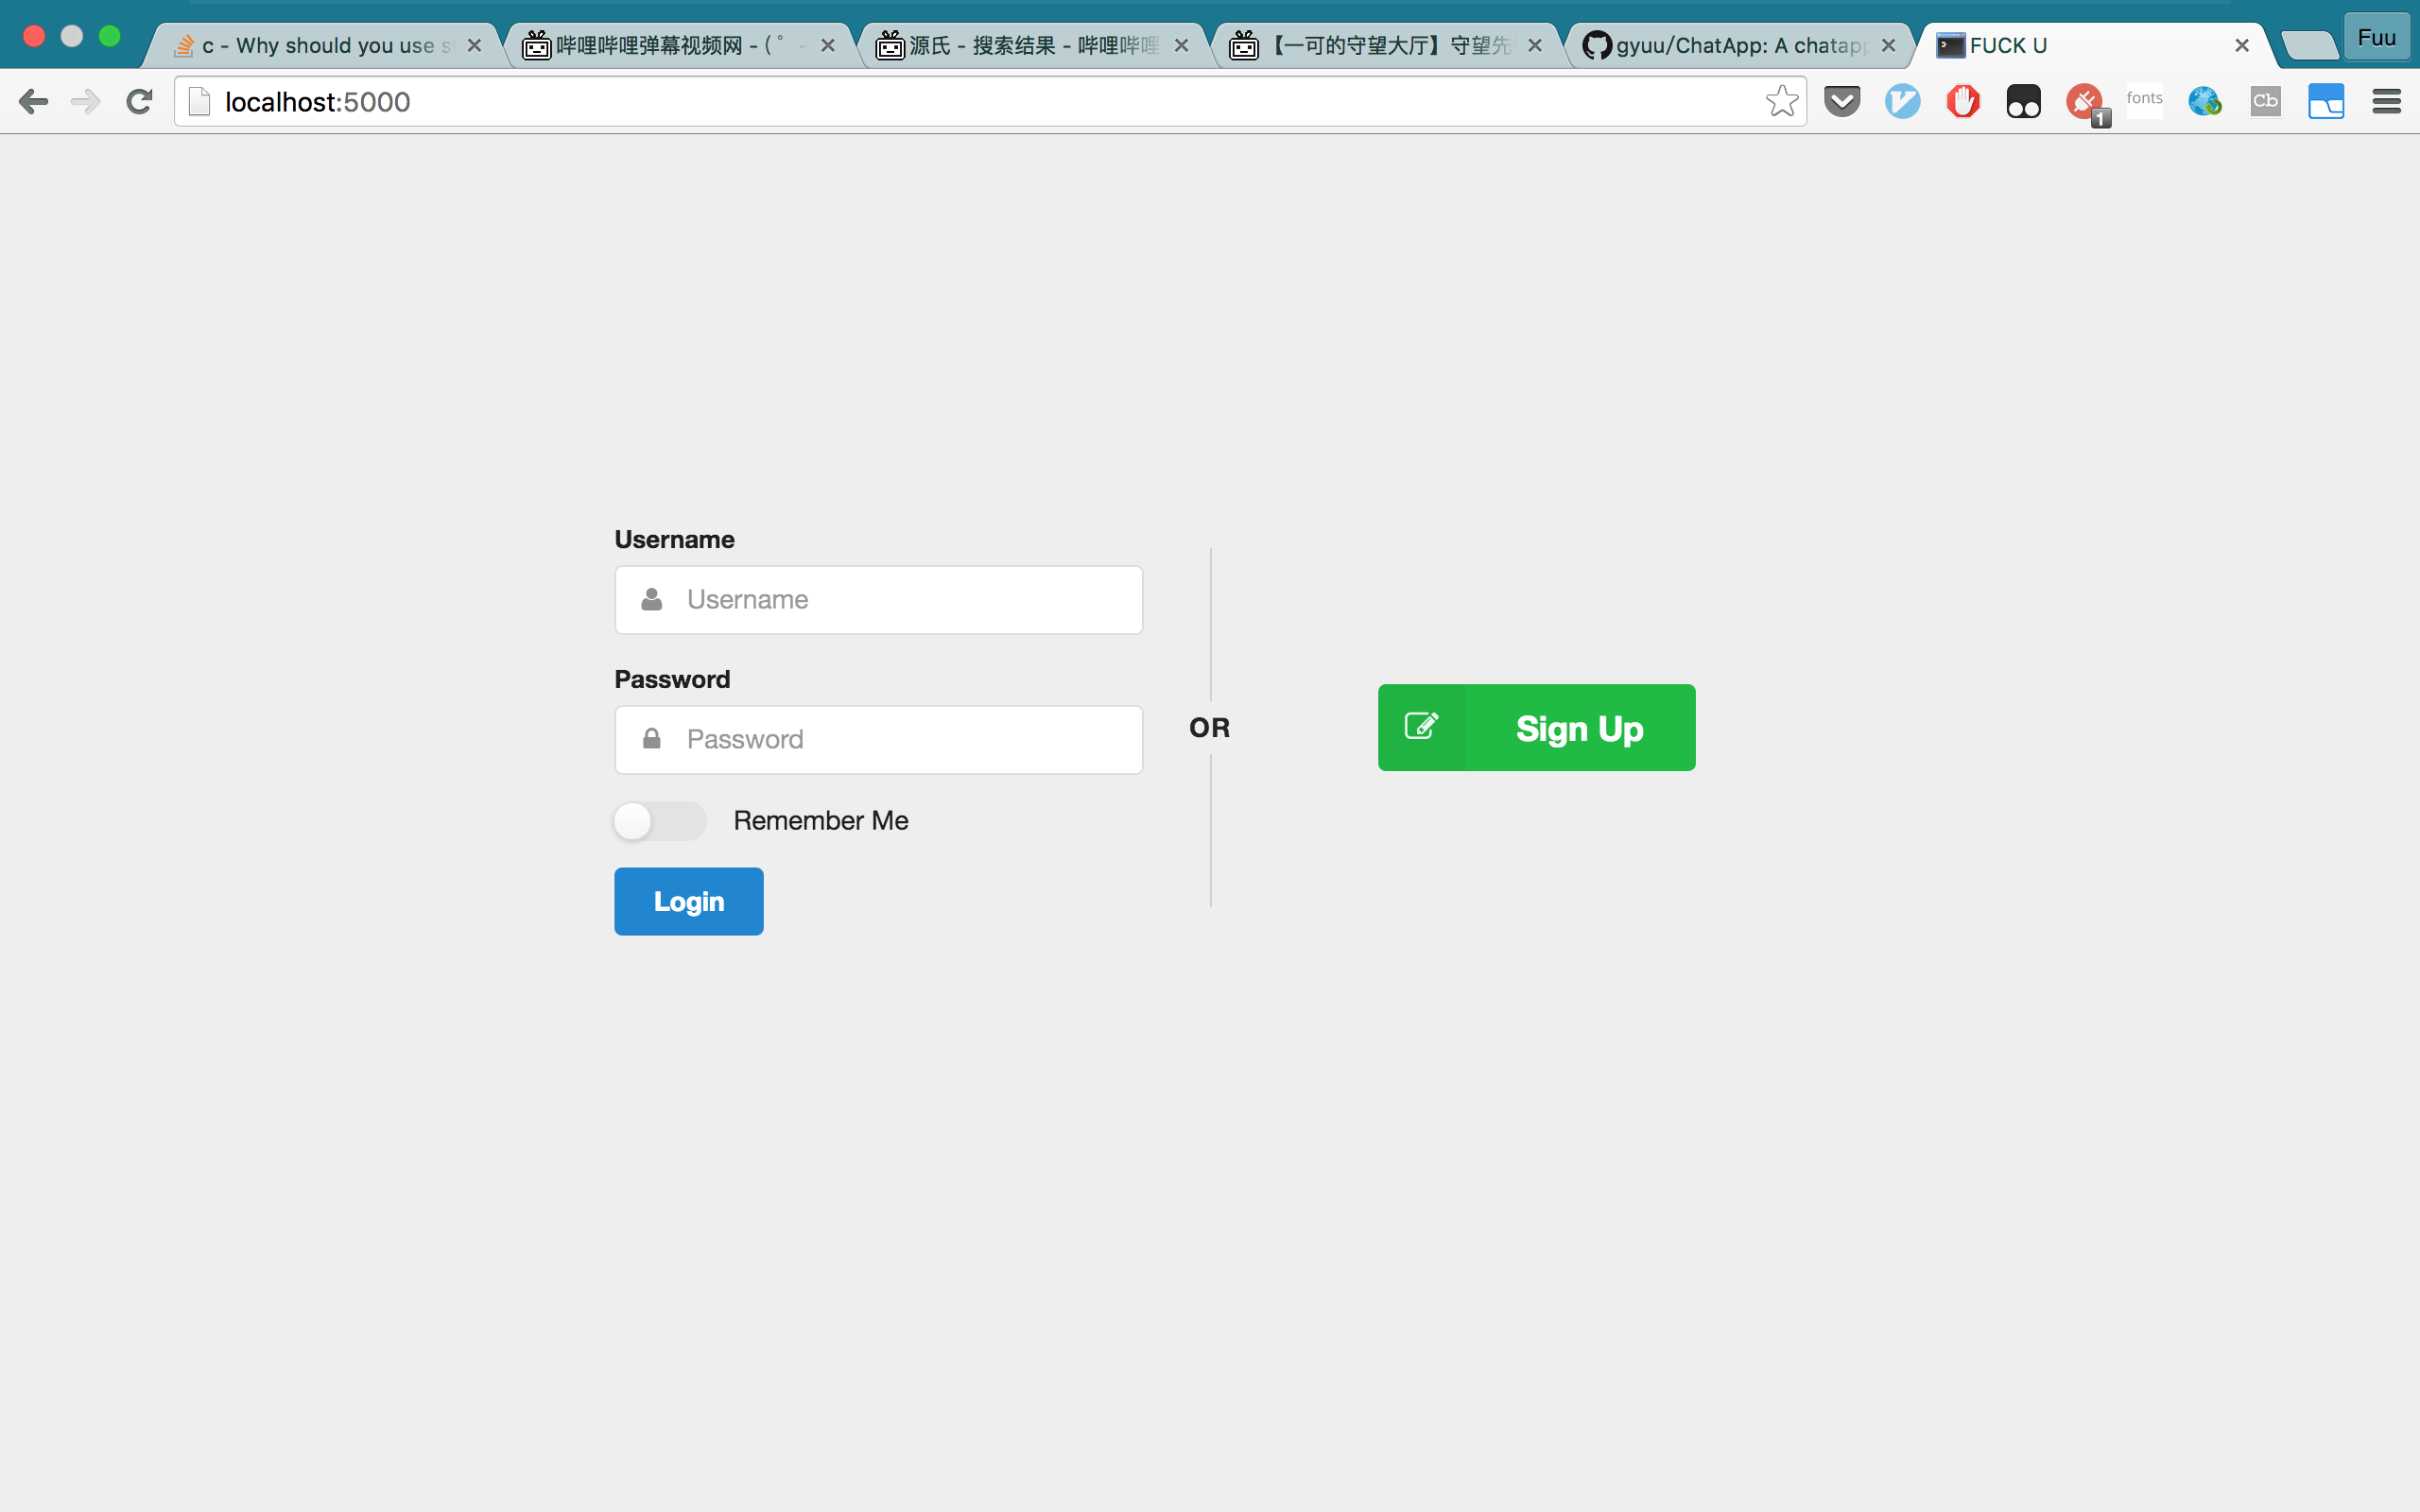 c - Why should you use s
哔哩哔哩弹幕视频网 - ( ゜ -
源氏 - 搜索结果 - 哔哩哔哩
【一可的守望大厅】守望先
gyuu/ChatApp: A chatapp
FUCK U
Fuu
localhost:5000
1
fonts
Cb
Username
Username
Password
Password
OR
Sign Up
Remember Me
Login